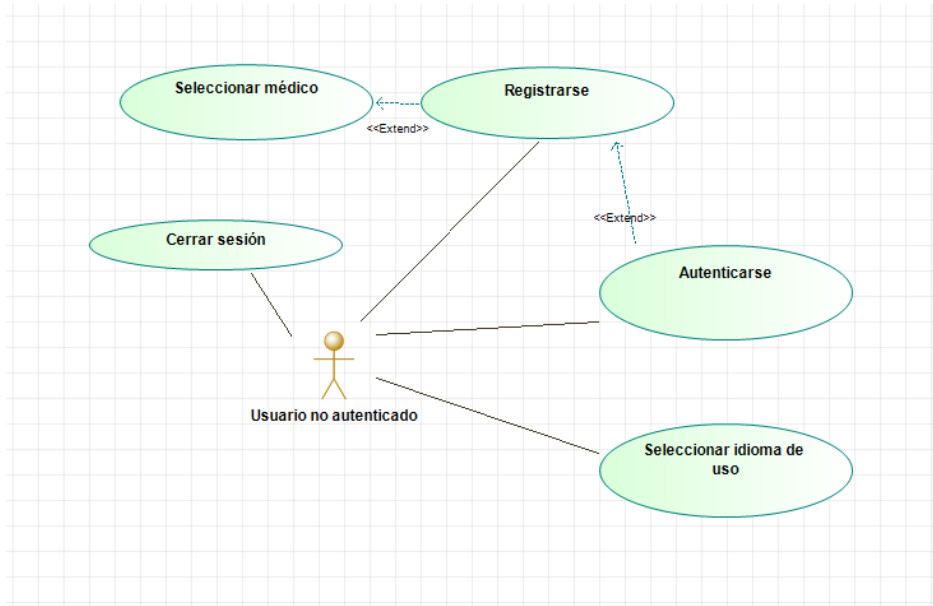 Seleccionar médico
Registrarse
<<Extend>>
<<Extend>>
Cerrar sesión
Autenticarse
Usuario no autenticado
Seleccionar idioma de
uso